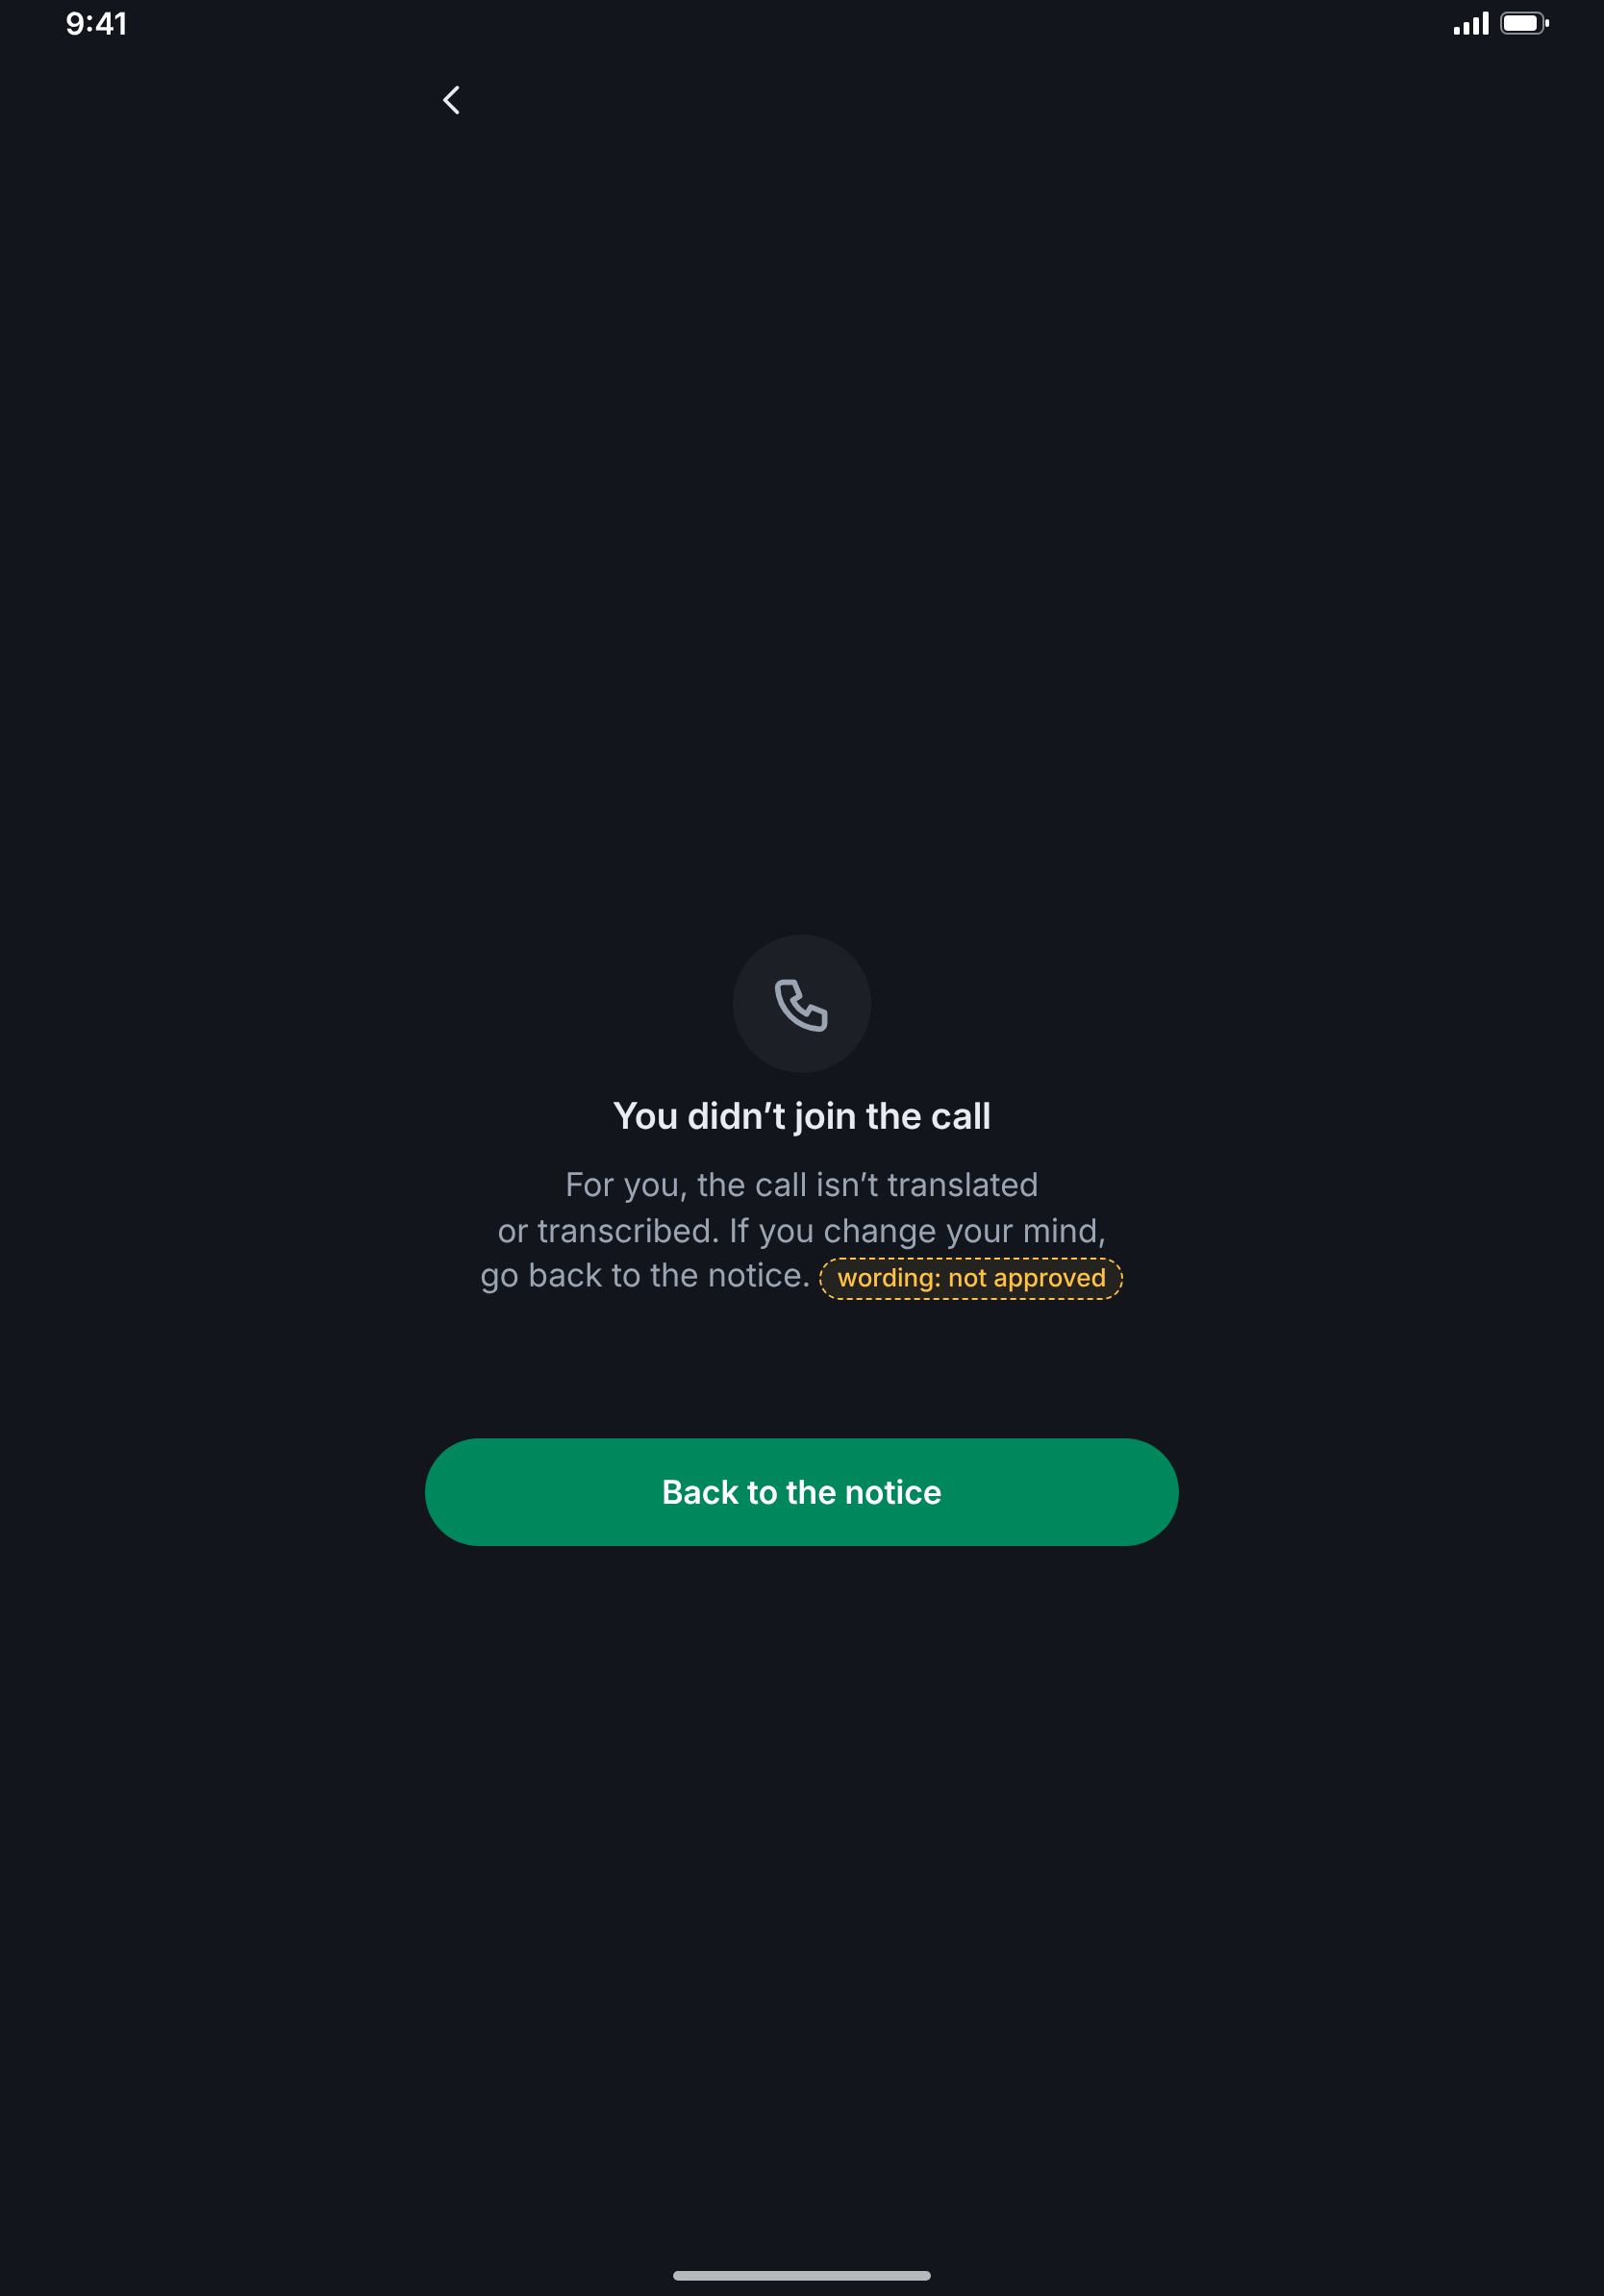 9:41
You didn’t join the call
For you, the call isn’t translated
or transcribed. If you change your mind,
go back to the notice. wording: not approved
Back to the notice